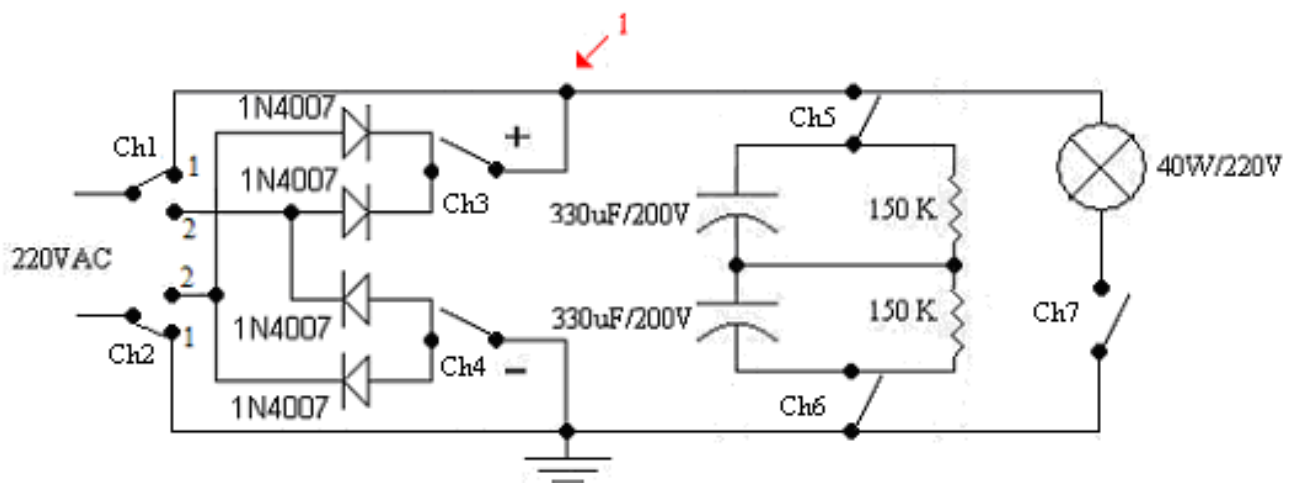 1
1N4007
Ch1
1
+
Ch5
1N4007
Ch3
40W/220V
2
330uF/200V
150 K
220VAC
2
1N4007
330uF/200V
150 K
Ch7
Ch2
1
Ch4
-
1N4007
Ch6